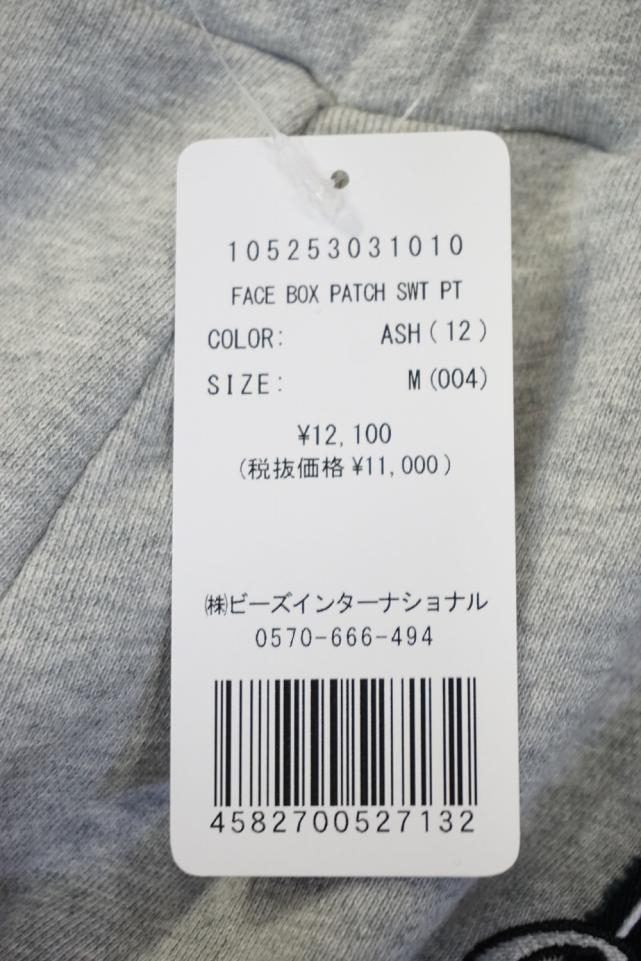 105253031010
FACE BOX PATCH SWT PT
COLOR: ASH(12)
SIZE: M(004)
¥12,100
(税抜価格 ¥11,000)
㈱ビーズインターナショナル
0570-666-494
4582700527132